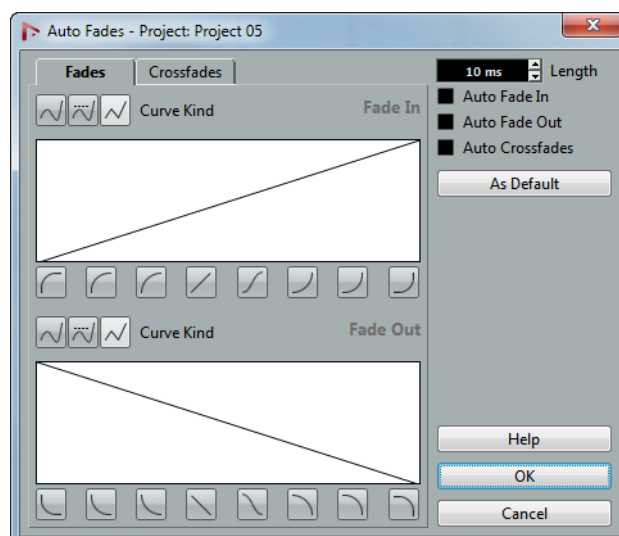 Auto Fades - Project: Project 05
Fades
Crossfades
Curve Kind
Fade In
Curve Kind
Fade Out
10 ms
Length
Auto Fade In
Auto Fade Out
Auto Crossfades
As Default
Help
OK
Cancel